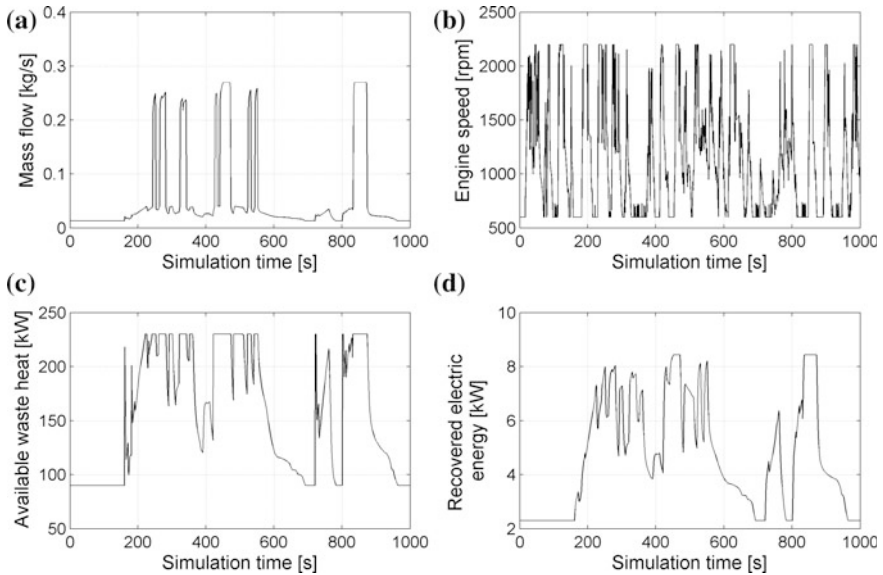 (a)
0.4
0.3
0.2
0.1
0
Mass flow [kg/s]
0 200 400 600 800 1000
Simulation time [s]
(b)
2500
2000
1500
1000
500
Engine speed [rpm]
0 200 400 600 800 1000
Simulation time [s]
(c)
250
200
150
100
50
Available waste heat [kW]
0 200 400 600 800 1000
Simulation time [s]
(d)
10
8
6
4
2
Recovered electric
energy [kW]
0 200 400 600 800 1000
Simulation time [s]